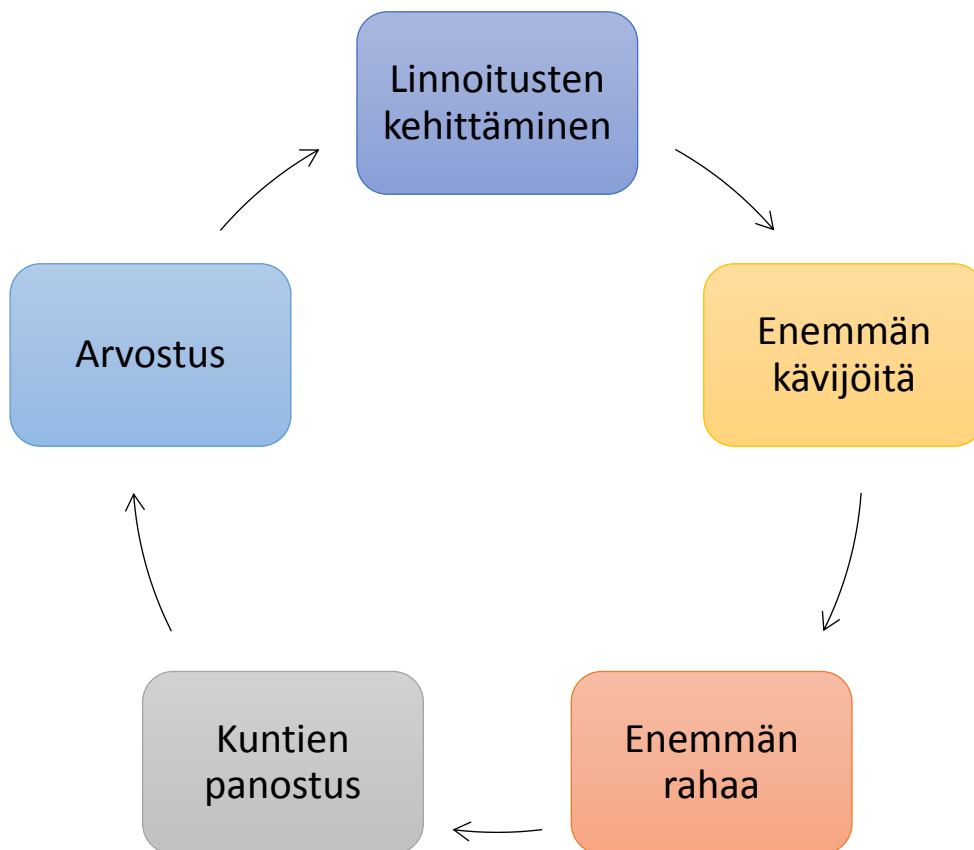 Linnoitusten
kehittäminen
Enemmän
kävijöitä
Enemmän
rahaa
Kuntien
panostus
Arvostus